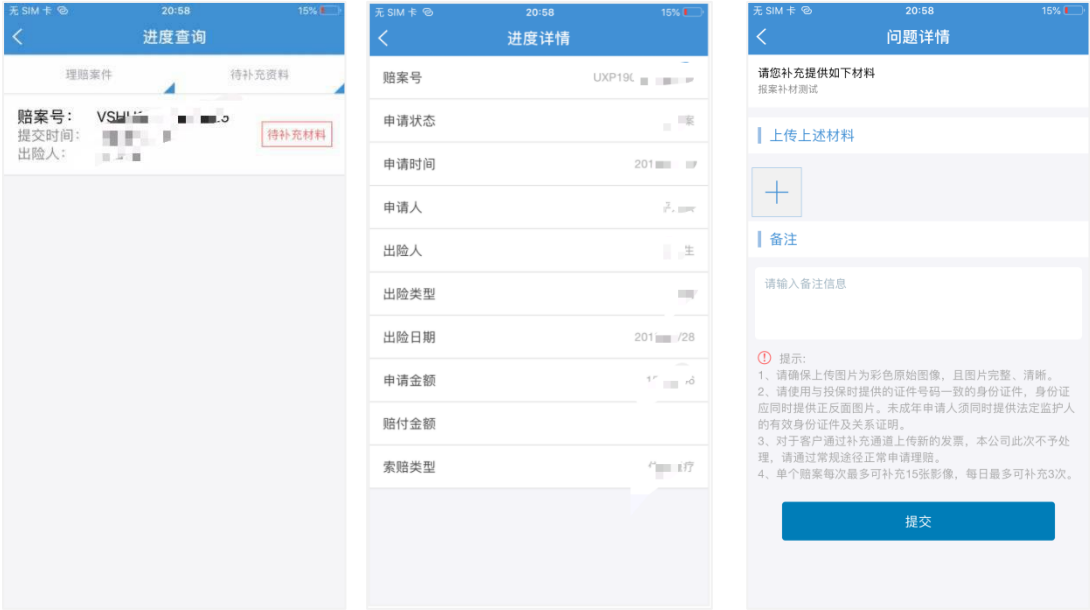 无 SIM 卡
20:58
15%
进度查询
理赔案件
待补充资料
赔案号：
提交时间：
待补充材料
出险人：
无 SIM 卡
20:58
15%
进度详情
赔案号
UXP190
申请状态
案
申请时间
201
申请人
出险人
生
出险类型
出险日期
201 /28
申请金额
赔付金额
索赔类型
疗
无 SIM 卡
20:58
15%
问题详情
请您补充提供如下材料
报案补材测试
上传上述材料
备注
请输入备注信息
提示:
1、请确保上传图片为彩色原始图像，且图片完整、清晰。
2、请使用与投保时提供的证件号码一致的身份证件，身份证
应同时提供正反面图片。未成年申请人须同时提供法定监护人
的有效身份证件及关系证明。
3、对于客户通过补充通道上传新的发票，本公司此次不予处
理，请通过常规途径正常申请理赔。
4、单个赔案每次最多可补充15张影像，每日最多可补充3次。
提交